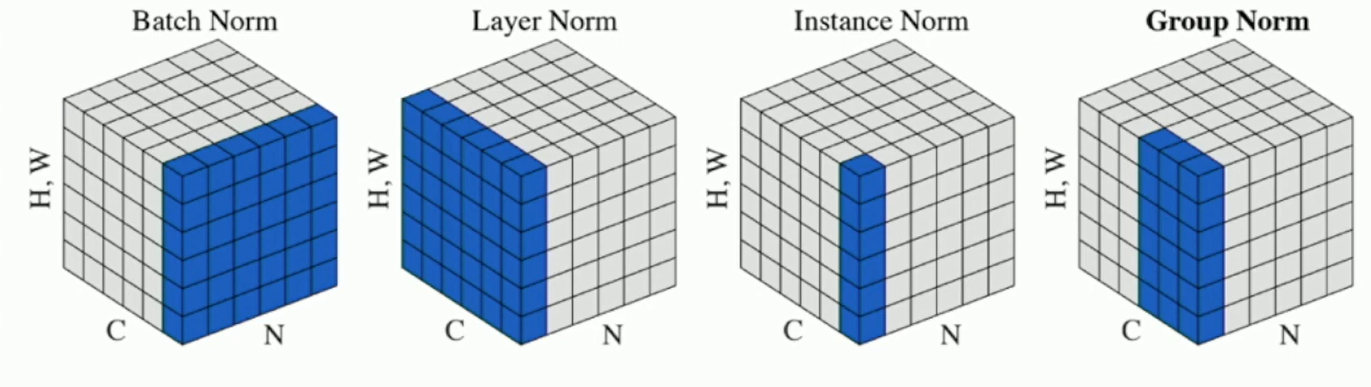 Batch Norm
Layer Norm
Instance Norm
Group Norm
H, W
C
N
H, W
C
N
H, W
C
N
H, W
C
N